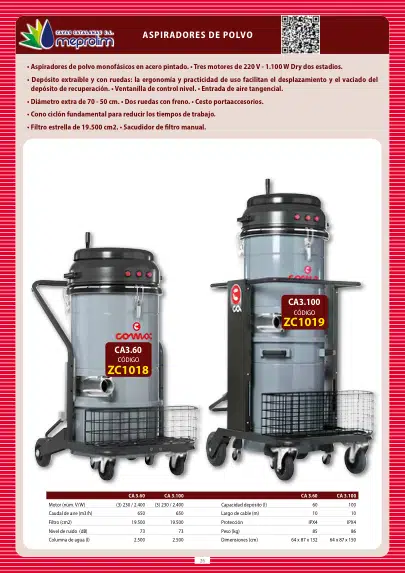 CAYRO CATALANAS S.L.
meprolim
ASPIRADORES DE POLVO
• Aspiradores de polvo monofásicos en acero pintado. • Tres motores de 220 V - 1.100 W Dry dos estadios.
• Depósito extraible y con ruedas: la ergonomía y practicidad de uso facilitan el desplazamiento y el vaciado del
depósito de recuperación. • Ventanilla de control nivel. • Entrada de aire tangencial.
• Diámetro extra de 70 - 50 cm. • Dos ruedas con freno. • Cesto portaaccesorios.
• Cono ciclón fundamental para reducir los tiempos de trabajo.
• Filtro estrella de 19.500 cm2. • Sacudidor de filtro manual.
comac
CA3.100
CÓDIGO
ZC1019
comac
CA3.60
CÓDIGO
ZC1018
CA 3.60 CA 3.100 CA 3.60 CA 3.100
Motor (núm. V/W) (3) 230 / 2.400 (3) 230 / 2.400 Capacidad depósito (l) 60 100
Caudal de aire (m3/h) 650 650 Largo de cable (m) 10 10
Filtro (cm2) 19.500 19.500 Protección IPX4 IPX4
Nivel de ruido (dB) 73 73 Peso (kg) 85 86
Columna de agua (l) 2.500 2.500 Dimensiones (cm) 64 x 87 x 132 64 x 87 x 150